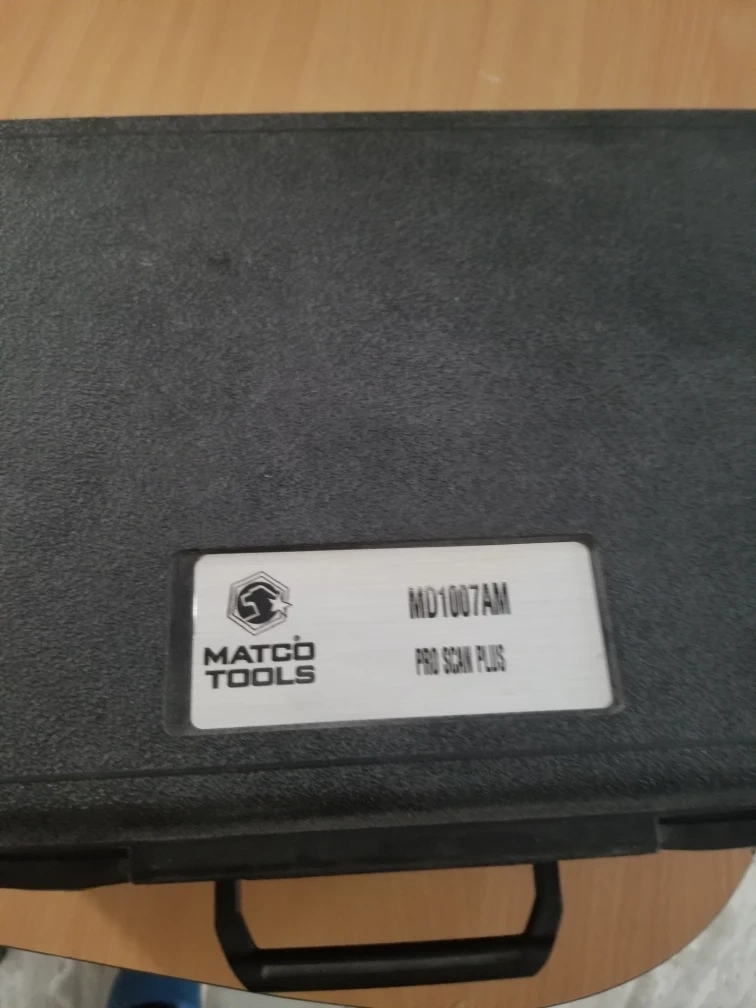 MATCO®
TOOLS
MD1007AM
PRO SCAN PLUS